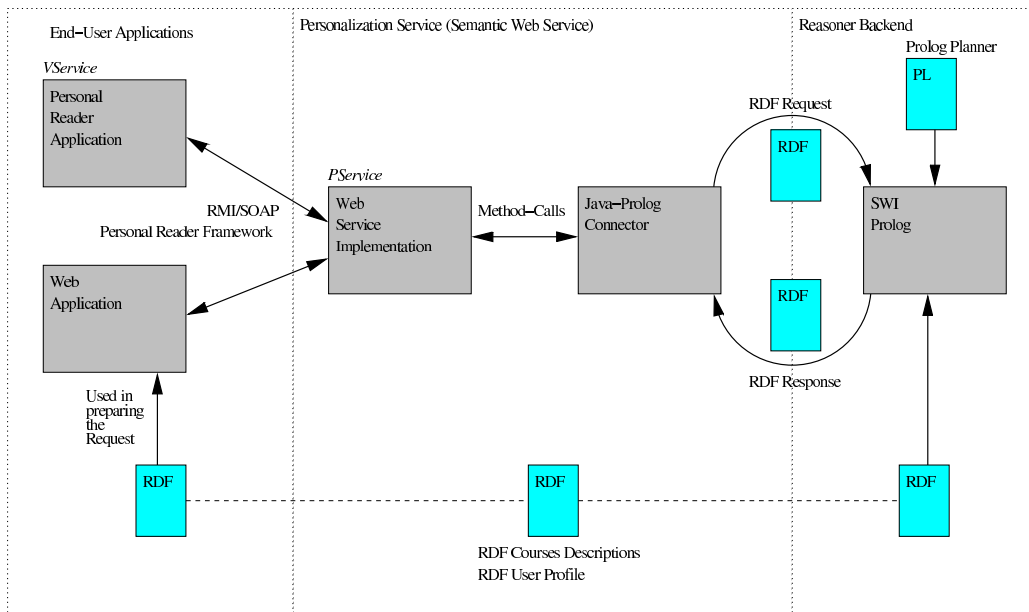 End-User Applications
Personalization Service (Semantic Web Service)
Reasoner Backend
Prolog Planner
VService
PL
Personal
Reader
Application
RDF Request
RDF
PService
RMI/SOAP
Personal Reader Framework
Web
Service
Implementation
Method-Calls
Java-Prolog
Connector
SWI
Prolog
Web
Application
RDF
RDF Response
Used in
preparing
the
Request
RDF
RDF
RDF
RDF Courses Descriptions
RDF User Profile